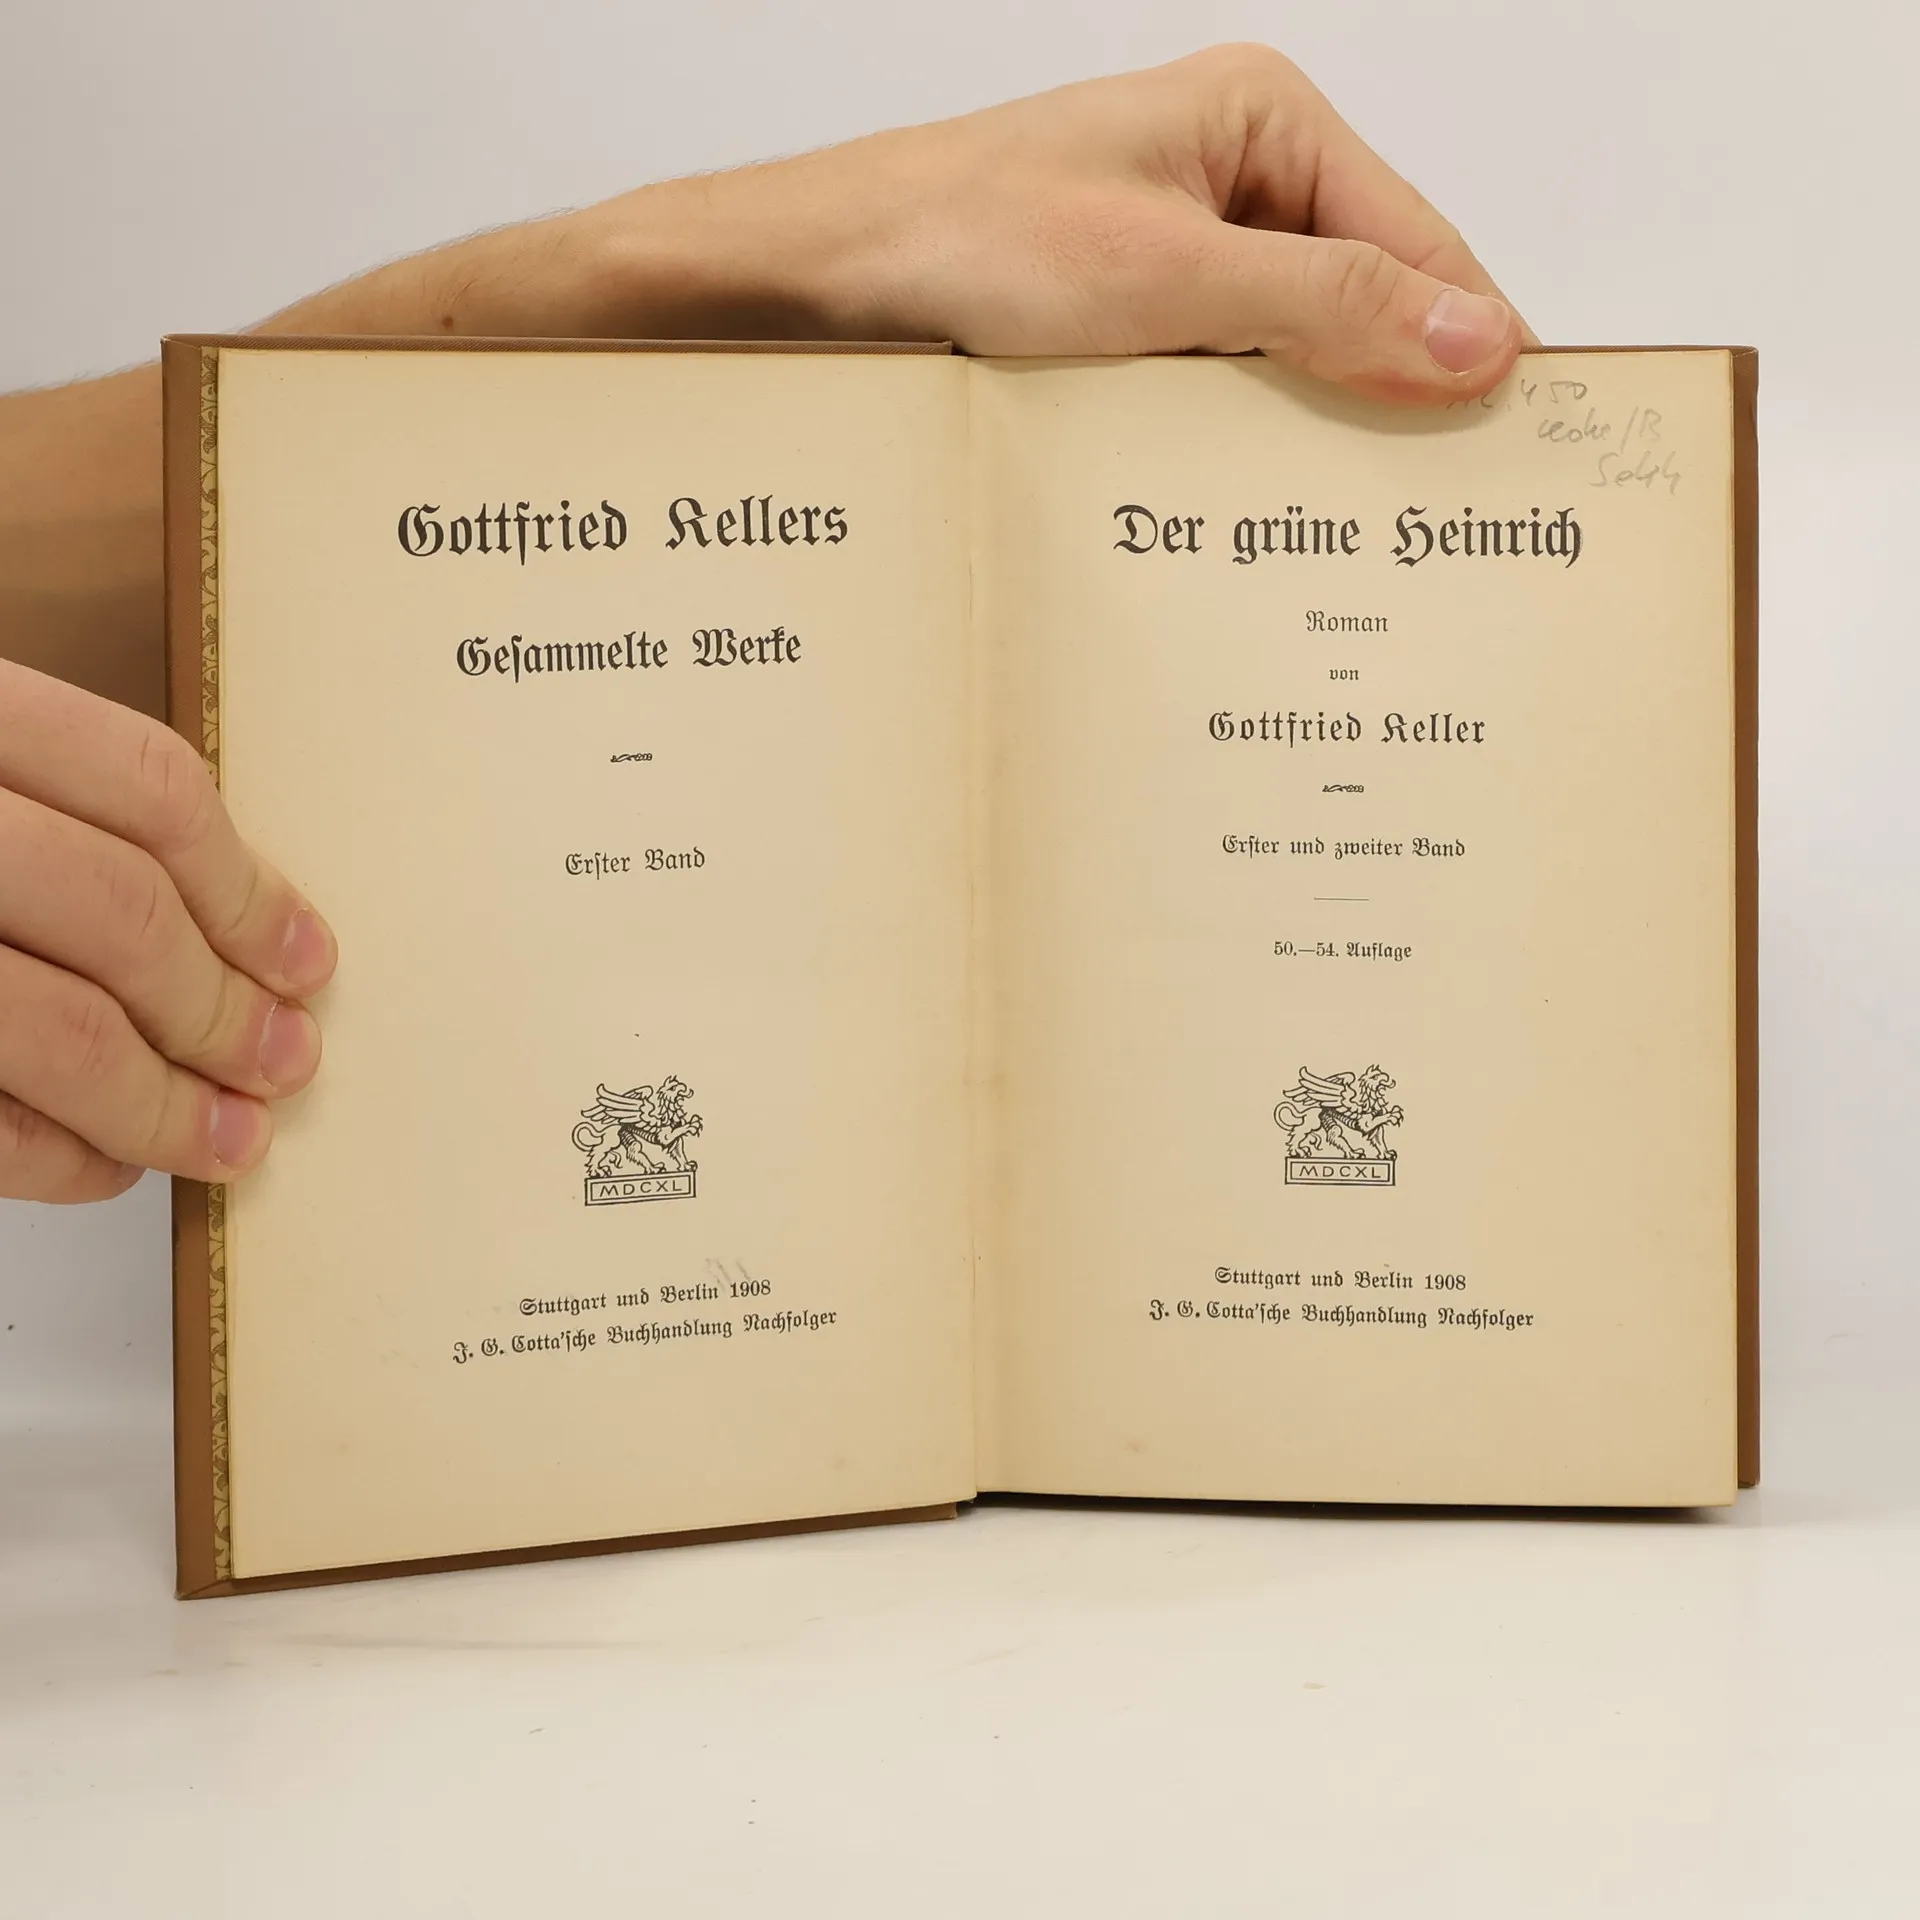 Gottfried Kellers
Gesammelte Werke
Erster Band
MDCXL
Stuttgart und Berlin 1908
J. G. Cotta'sche Buchhandlung Nachfolger
450
Der grüne Heinrich
Roman
von
Gottfried Keller
Erster und zweiter Band
50.—54. Auflage
MDCXL
Stuttgart und Berlin 1908
J. G. Cotta'sche Buchhandlung Nachfolger